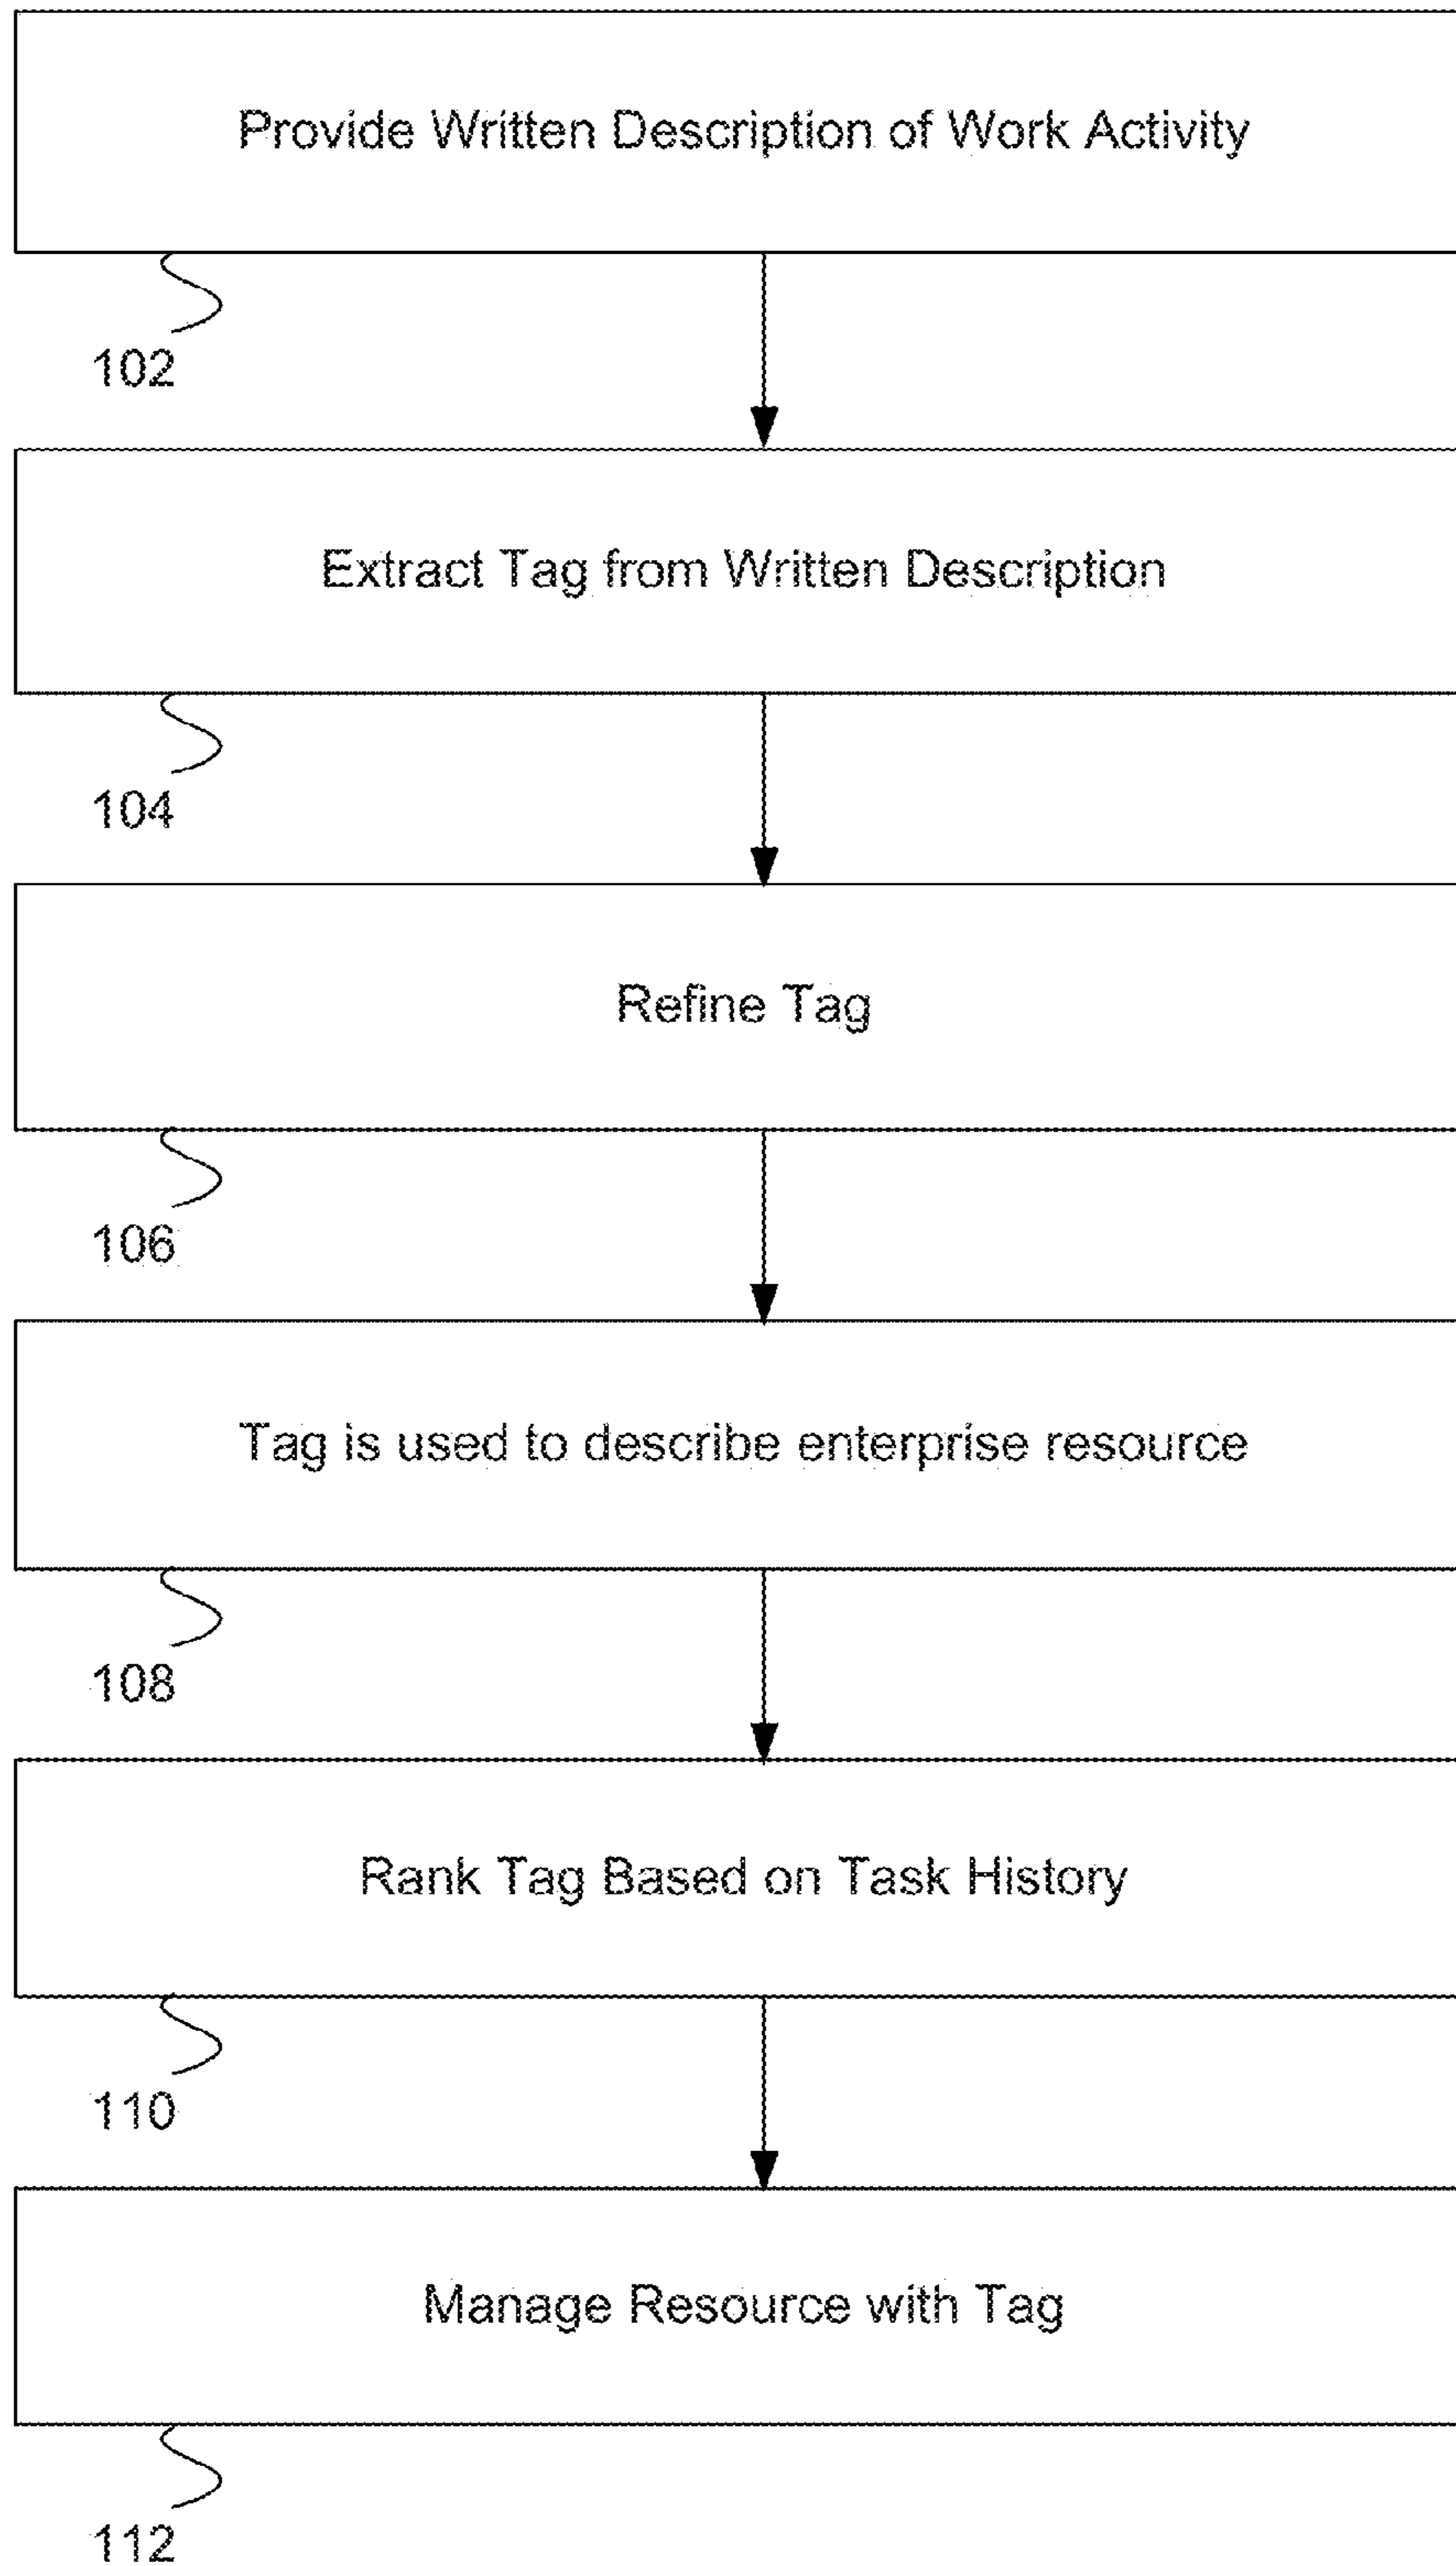 Provide Written Description of Work Activity
102
Extract Tag from Written Description
104
Refine Tag
106
Tag is used to describe enterprise resource
108
Rank Tag Based on Task History
110
Manage Resource with Tag
112